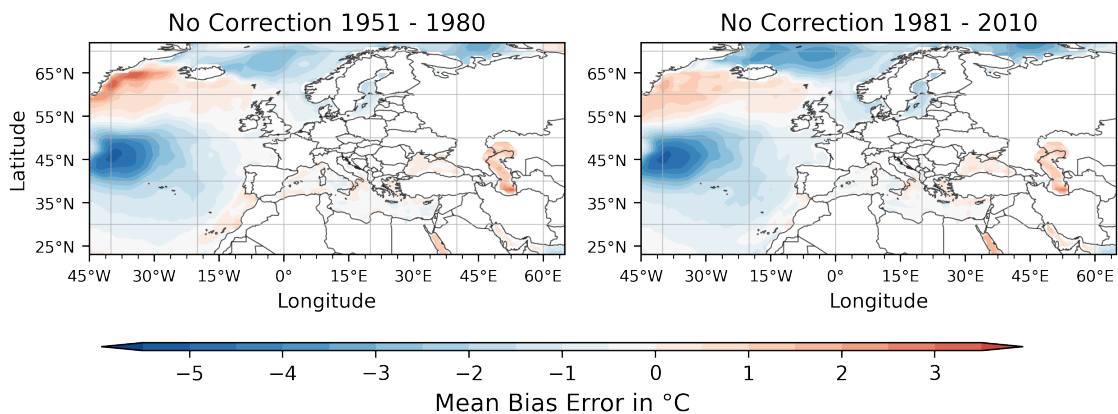 No Correction 1951 - 1980
No Correction 1981 - 2010
Latitude
65°N
55°N
45°N
35°N
25°N
65°N
55°N
45°N
35°N
25°N
45°W 30°W 15°W 0° 15°E 30°E 45°E 60°E
45°W 30°W 15°W 0° 15°E 30°E 45°E 60°E
Longitude
Longitude
−5 −4 −3 −2 −1 0 1 2 3
Mean Bias Error in °C